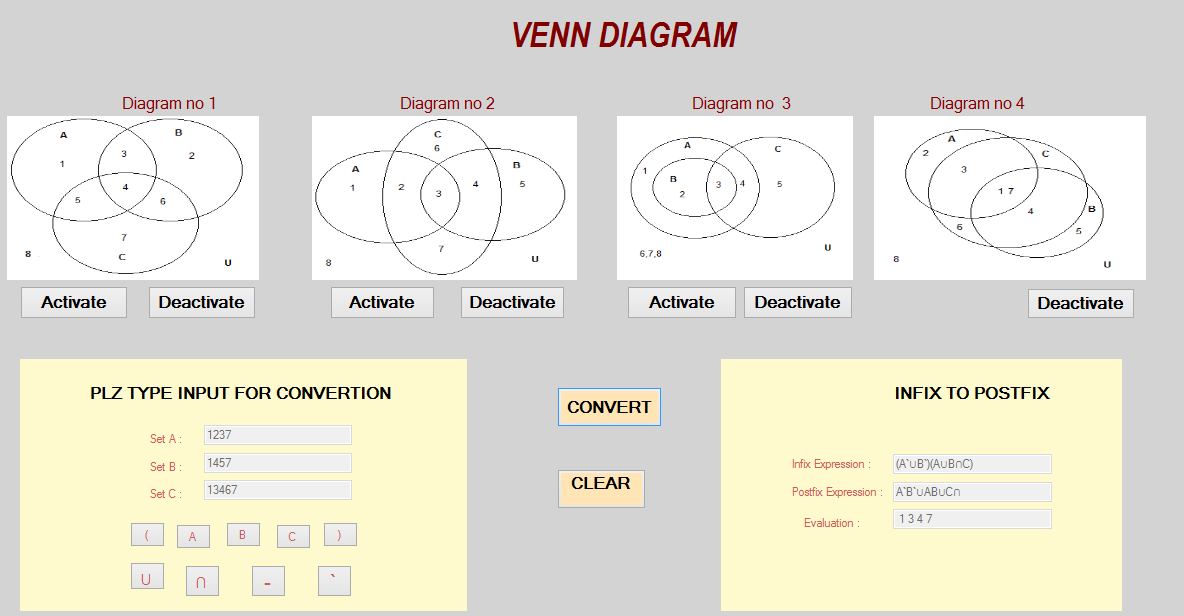 VENN DIAGRAM
Diagram no 1
Diagram no 2
Diagram no 3
Diagram no 4
A
B
1
3
2
4
5
6
7
C
8
U
C
6
A
B
1
2
3
4
5
7
8
U
A
C
1
B
2
3
4
5
6,7,8
U
A
2
C
3
1 7
4
B
6
5
8
U
Activate
Deactivate
Activate
Deactivate
Activate
Deactivate
Deactivate
PLZ TYPE INPUT FOR CONVERTION
Set A : 1237
Set B : 1457
Set C : 13467
( A B C )
U ∩ - `
CONVERT
CLEAR
INFIX TO POSTFIX
Infix Expression : (A`∪B`)(A∪B∩C)
Postfix Expression : A`B`∪AB∪C∩
Evaluation : 1 3 4 7